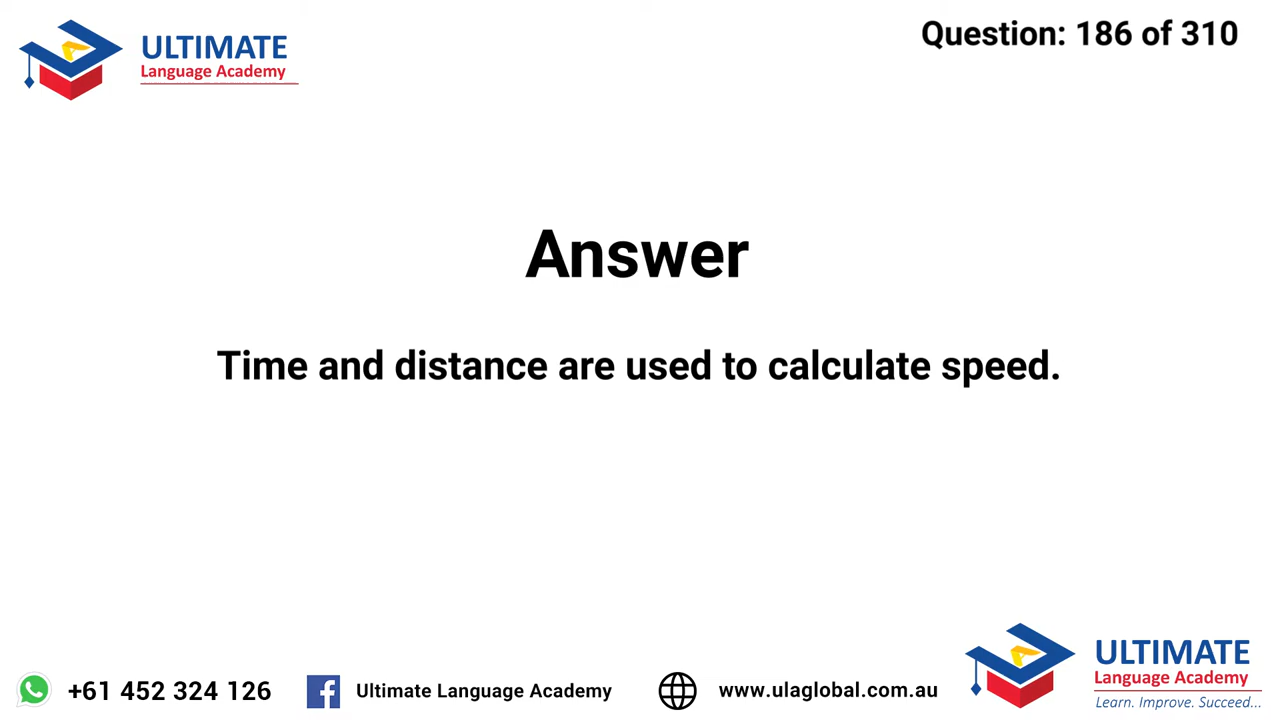 ULTIMATE
Language Academy
Question: 186 of 310
Answer
Time and distance are used to calculate speed.
+61 452 324 126
Ultimate Language Academy
www.ulaglobal.com.au
ULTIMATE
Language Academy
Learn. Improve. Succeed...